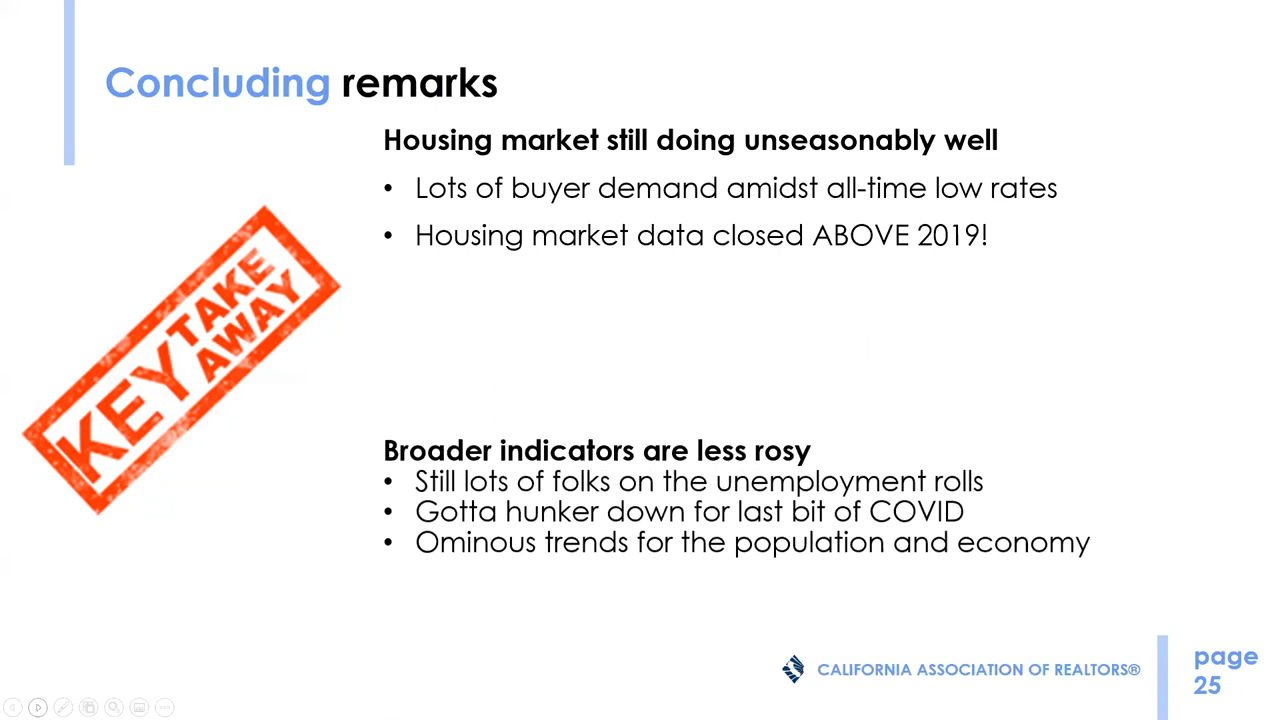 Concluding remarks
Housing market still doing unseasonably well
• Lots of buyer demand amidst all-time low rates
• Housing market data closed ABOVE 2019!
KEY TAKE AWAY
Broader indicators are less rosy
• Still lots of folks on the unemployment rolls
• Gotta hunker down for last bit of COVID
• Ominous trends for the population and economy
CALIFORNIA ASSOCIATION OF REALTORS®
page
25